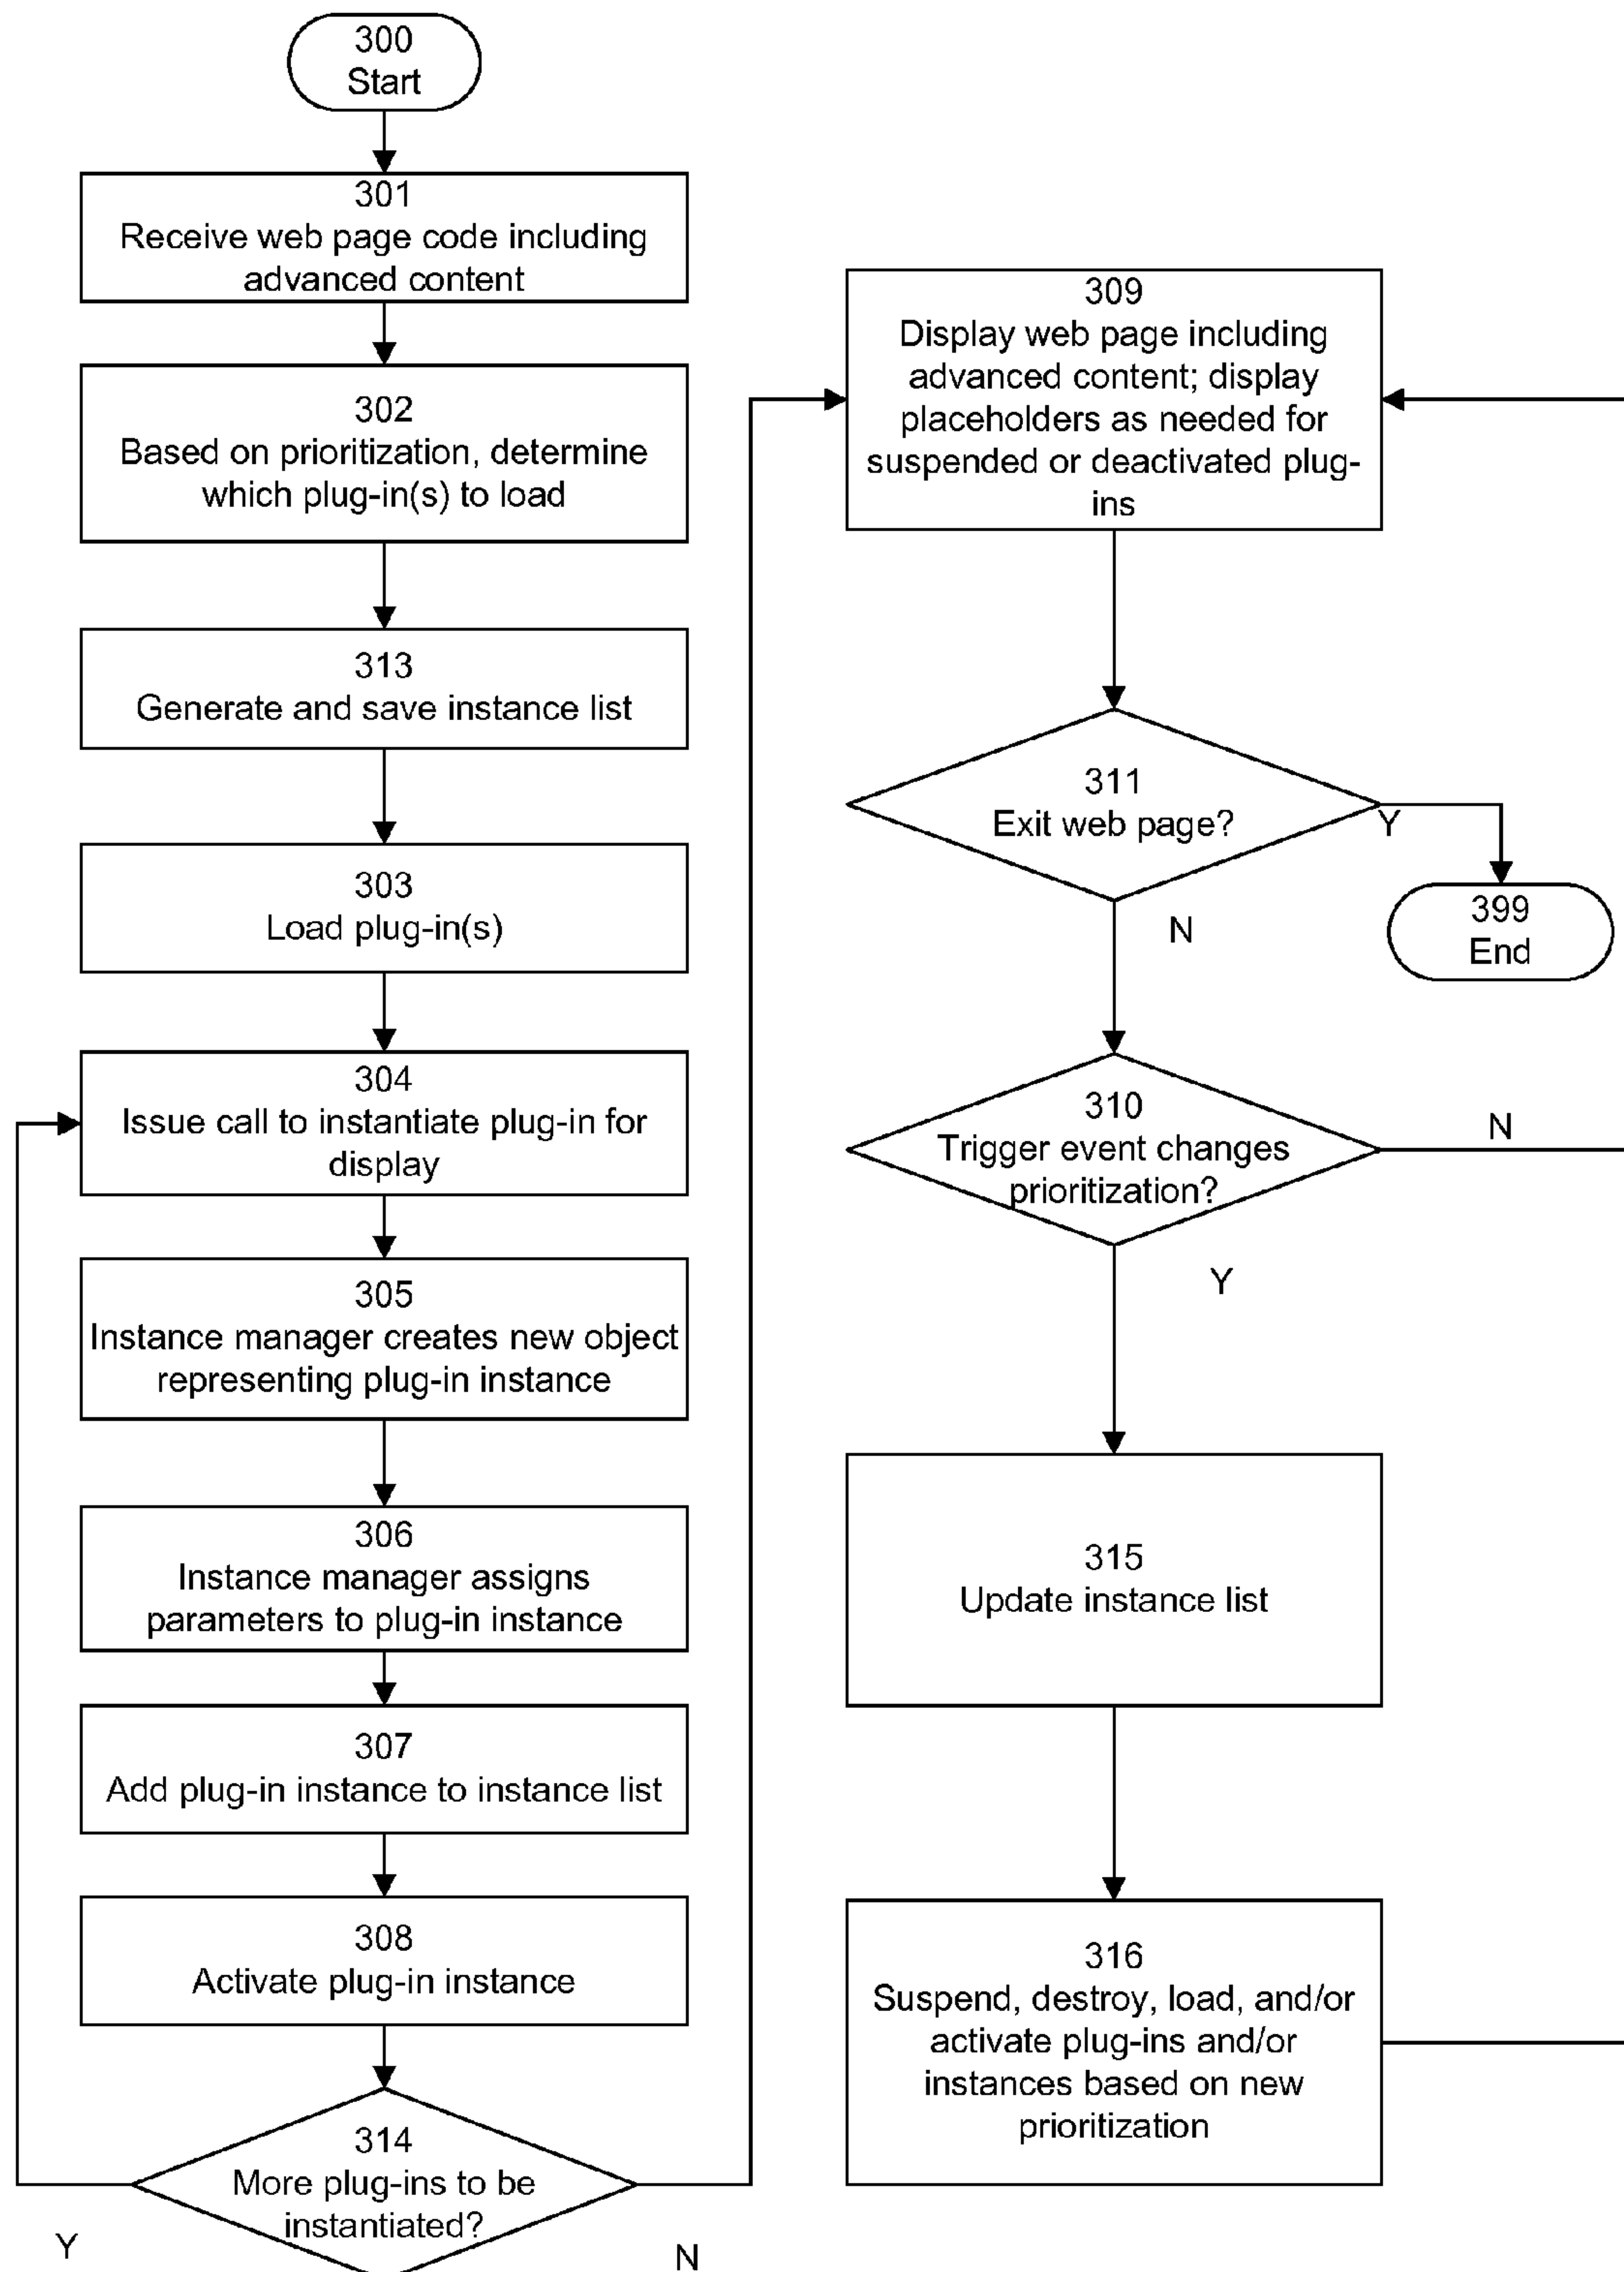 300
Start
301
Receive web page code including
advanced content
302
Based on prioritization, determine
which plug-in(s) to load
313
Generate and save instance list
303
Load plug-in(s)
304
Issue call to instantiate plug-in for
display
305
Instance manager creates new object
representing plug-in instance
306
Instance manager assigns
parameters to plug-in instance
307
Add plug-in instance to instance list
308
Activate plug-in instance
314
More plug-ins to be
instantiated?
Y
N
309
Display web page including
advanced content; display
placeholders as needed for
suspended or deactivated plug-
ins
311
Exit web page?
Y
N
399
End
310
Trigger event changes
prioritization?
N
Y
315
Update instance list
316
Suspend, destroy, load, and/or
activate plug-ins and/or
instances based on new
prioritization